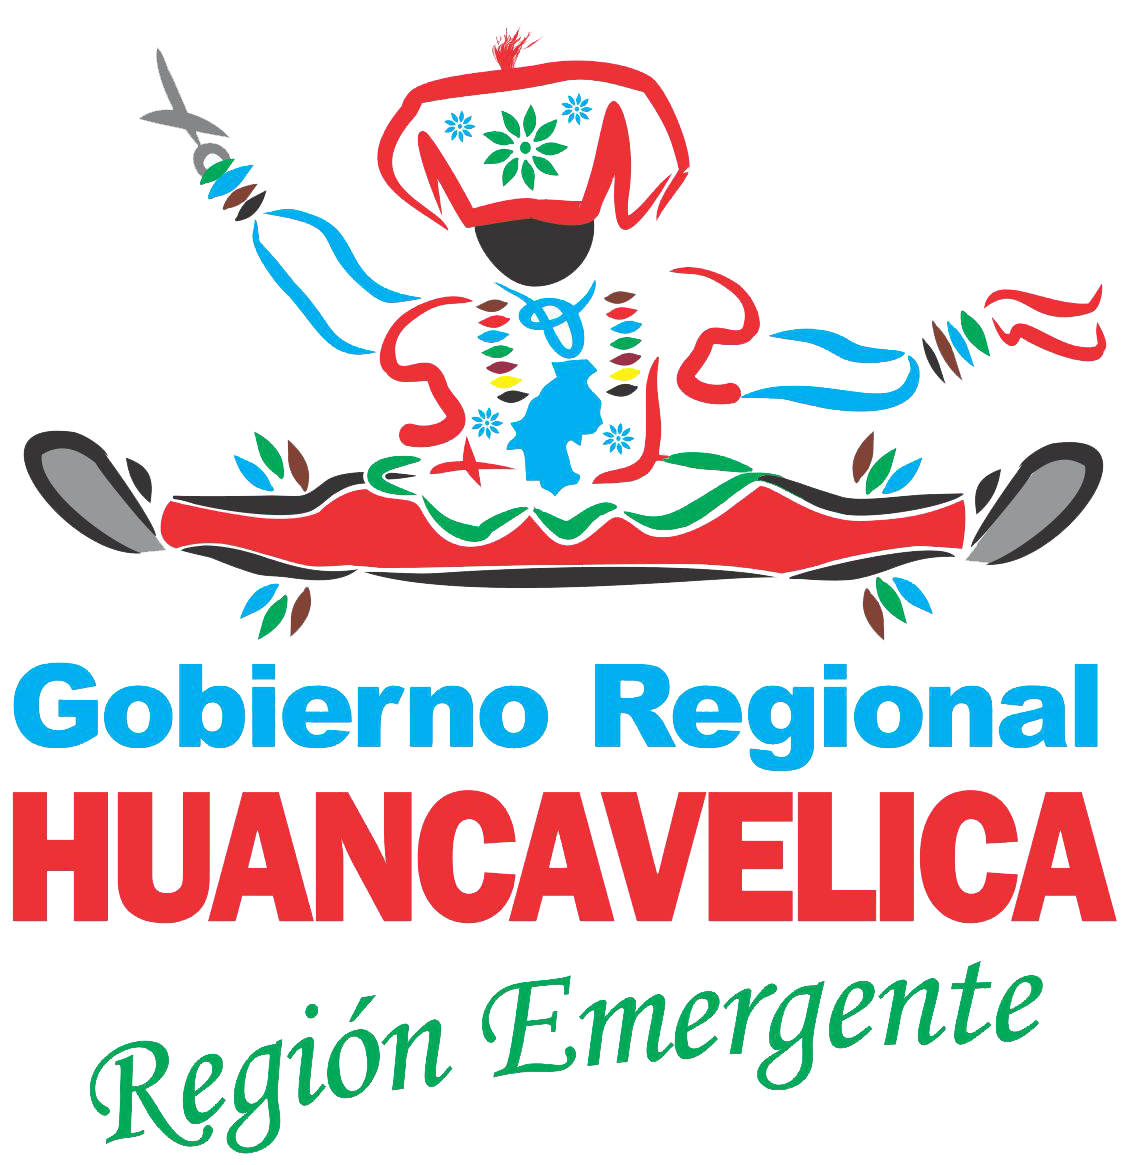 Gobierno Regional
HUANCAVELICA
Región Emergente